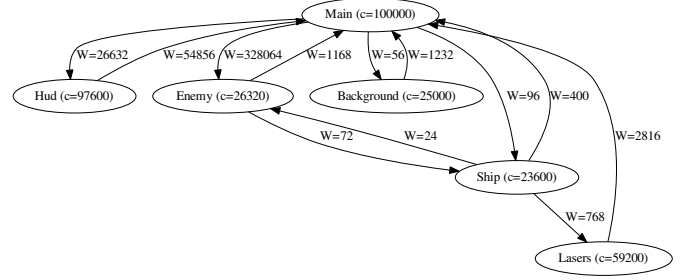 Main (c=100000)
W=26632
W=54856
W=328064
W=1168
W=56
W=1232
Hud (c=97600)
Enemy (c=26320)
Background (c=25000)
W=96
W=400
W=72
W=24
W=2816
Ship (c=23600)
W=768
Lasers (c=59200)